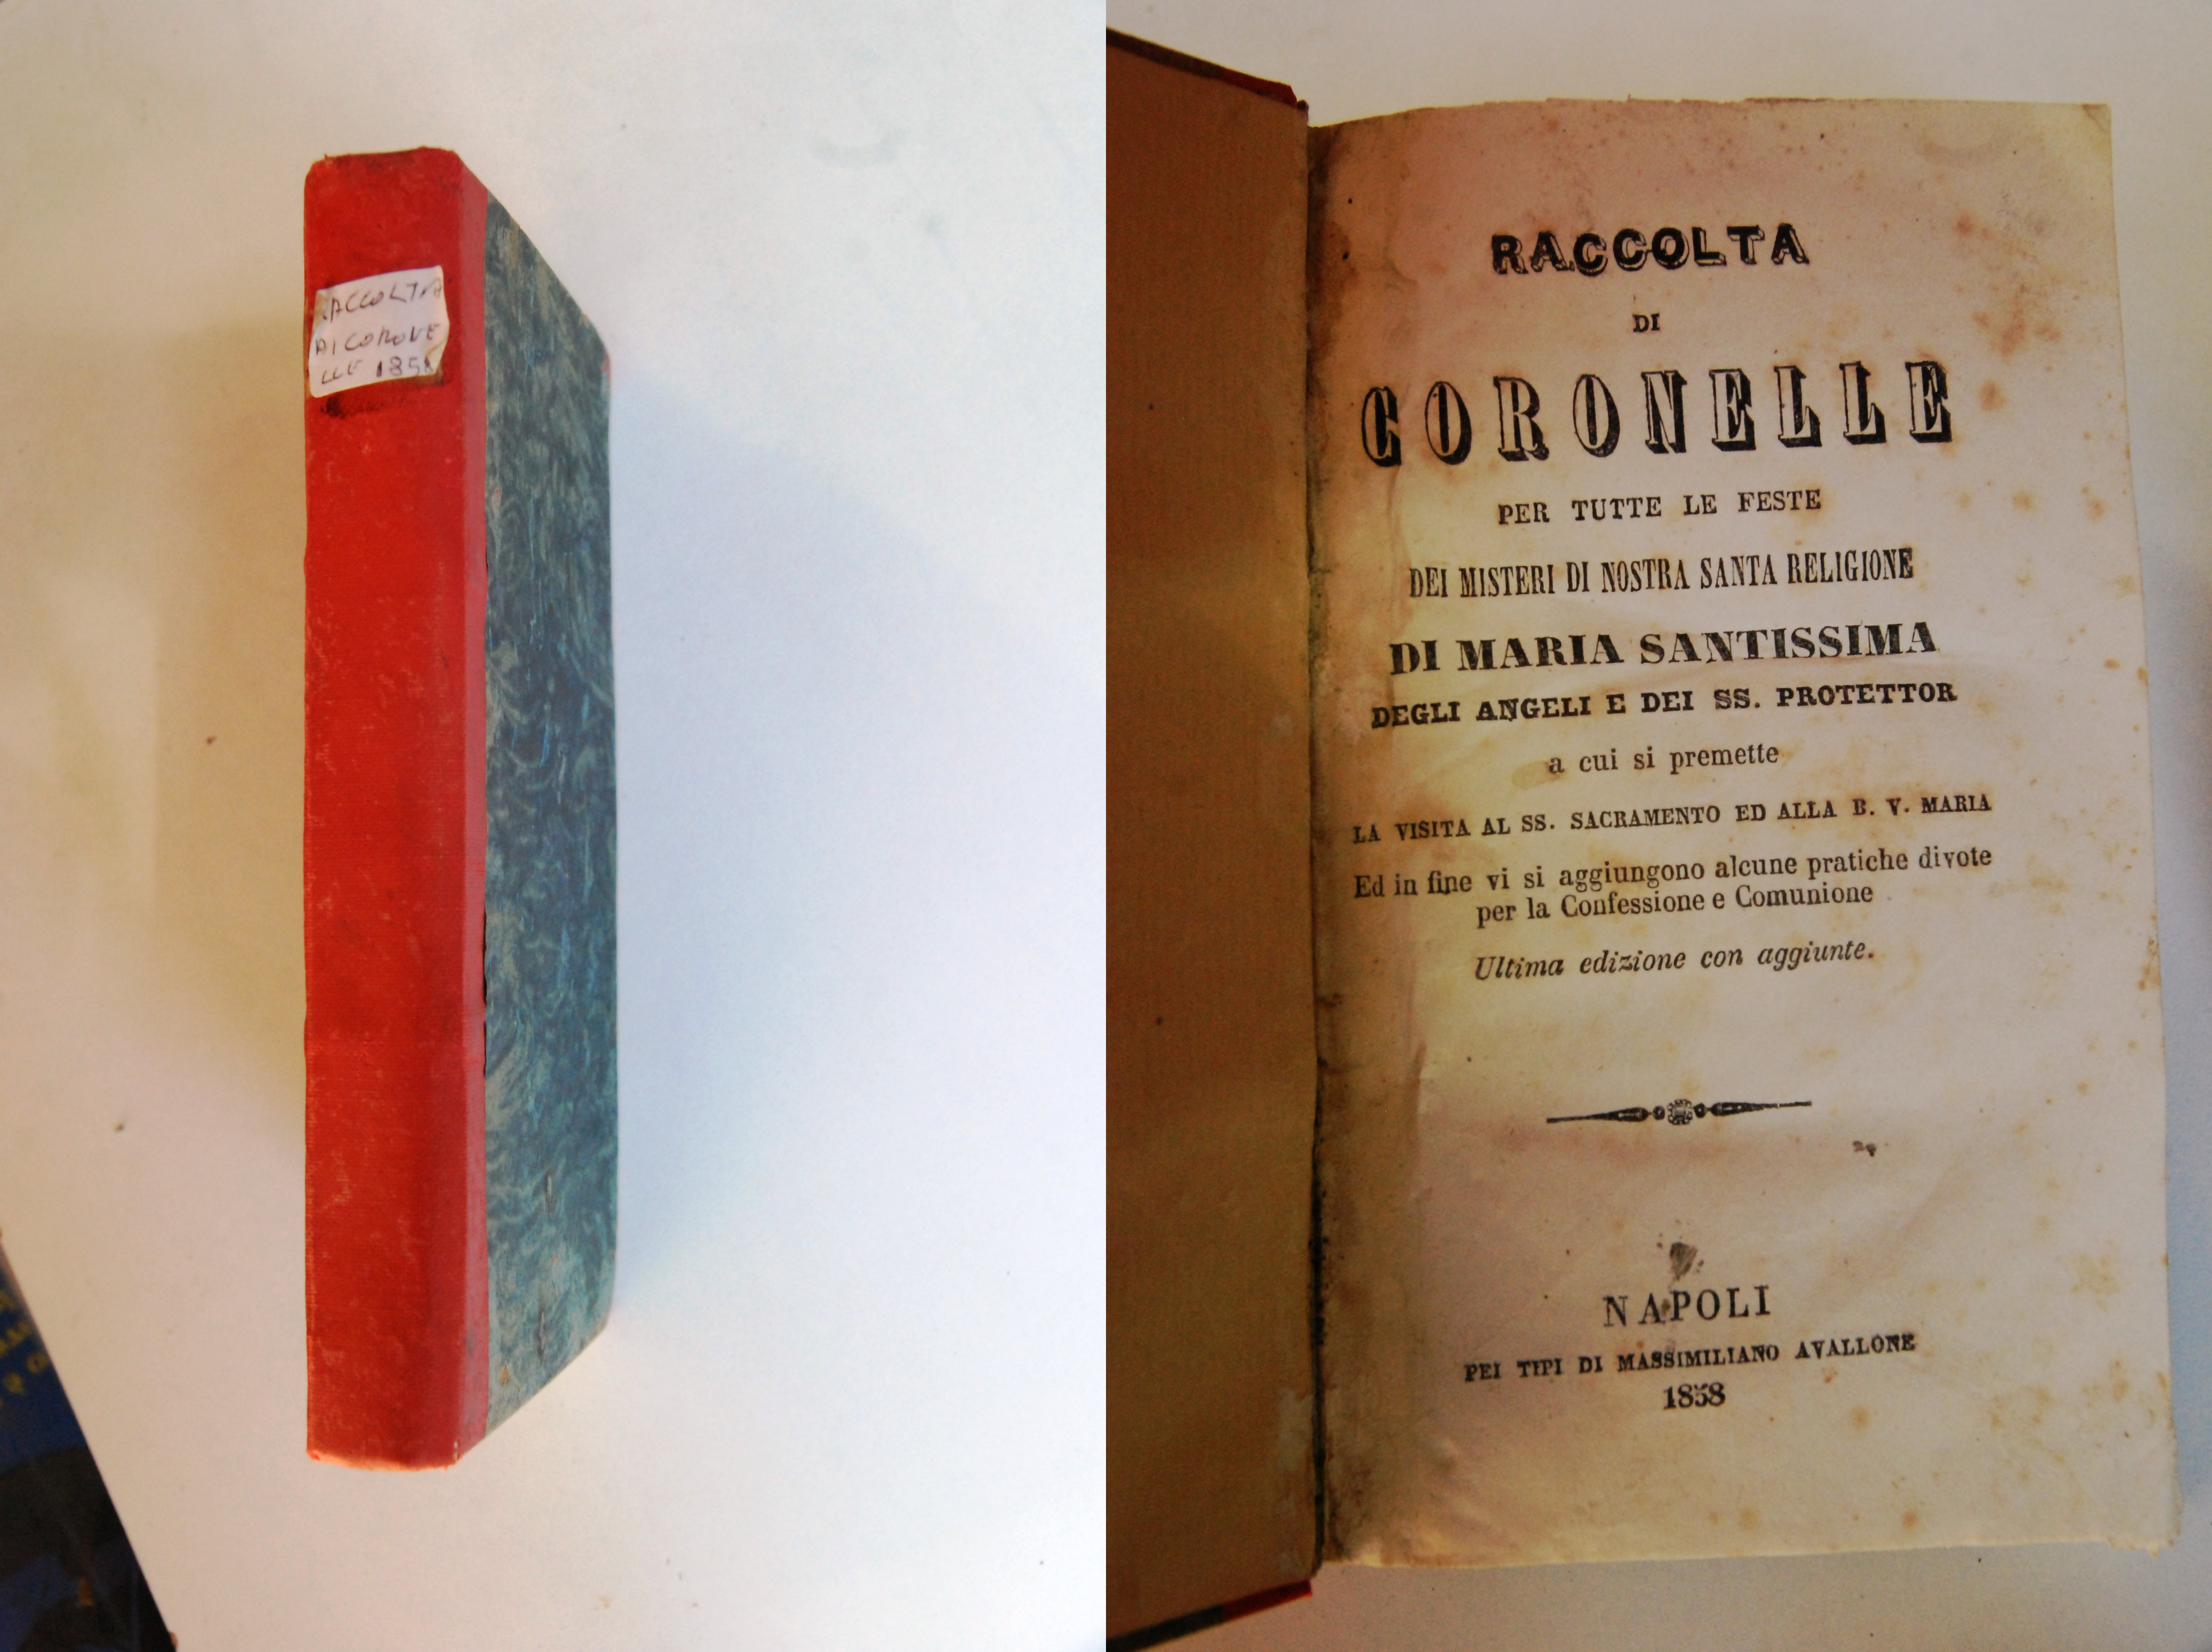 RACCOLTA
DI CORONE
LLE 185
RACCOLTA
DI
CORONELLE
PER TUTTE LE FESTE
DEI MISTERI DI NOSTRA SANTA RELIGIONE
DI MARIA SANTISSIMA
DEGLI ANGELI E DEI SS. PROTETTOR
a cui si premette
LA VISITA AL SS. SACRAMENTO ED ALLA B. V. MARIA
Ed in fine vi si aggiungono alcune pratiche divote
per la Confessione e Comunione
Ultima edizione con aggiunte.
NAPOLI
PEI TIPI DI MASSIMILIANO AVALLONE
1858